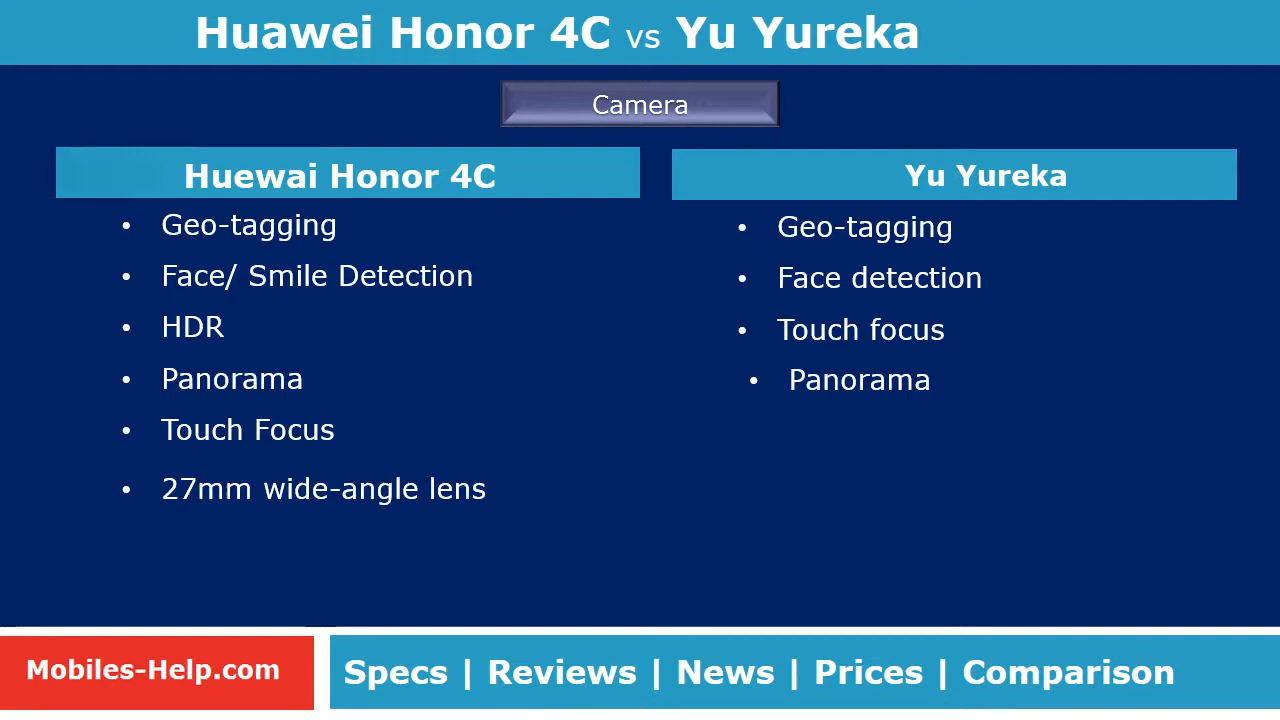 Huawei Honor 4C vs Yu Yureka
Camera
Huewai Honor 4C
• Geo-tagging
• Face/ Smile Detection
• HDR
• Panorama
• Touch Focus
• 27mm wide-angle lens
Yu Yureka
• Geo-tagging
• Face detection
• Touch focus
• Panorama
Mobiles-Help.com
Specs | Reviews | News | Prices | Comparison